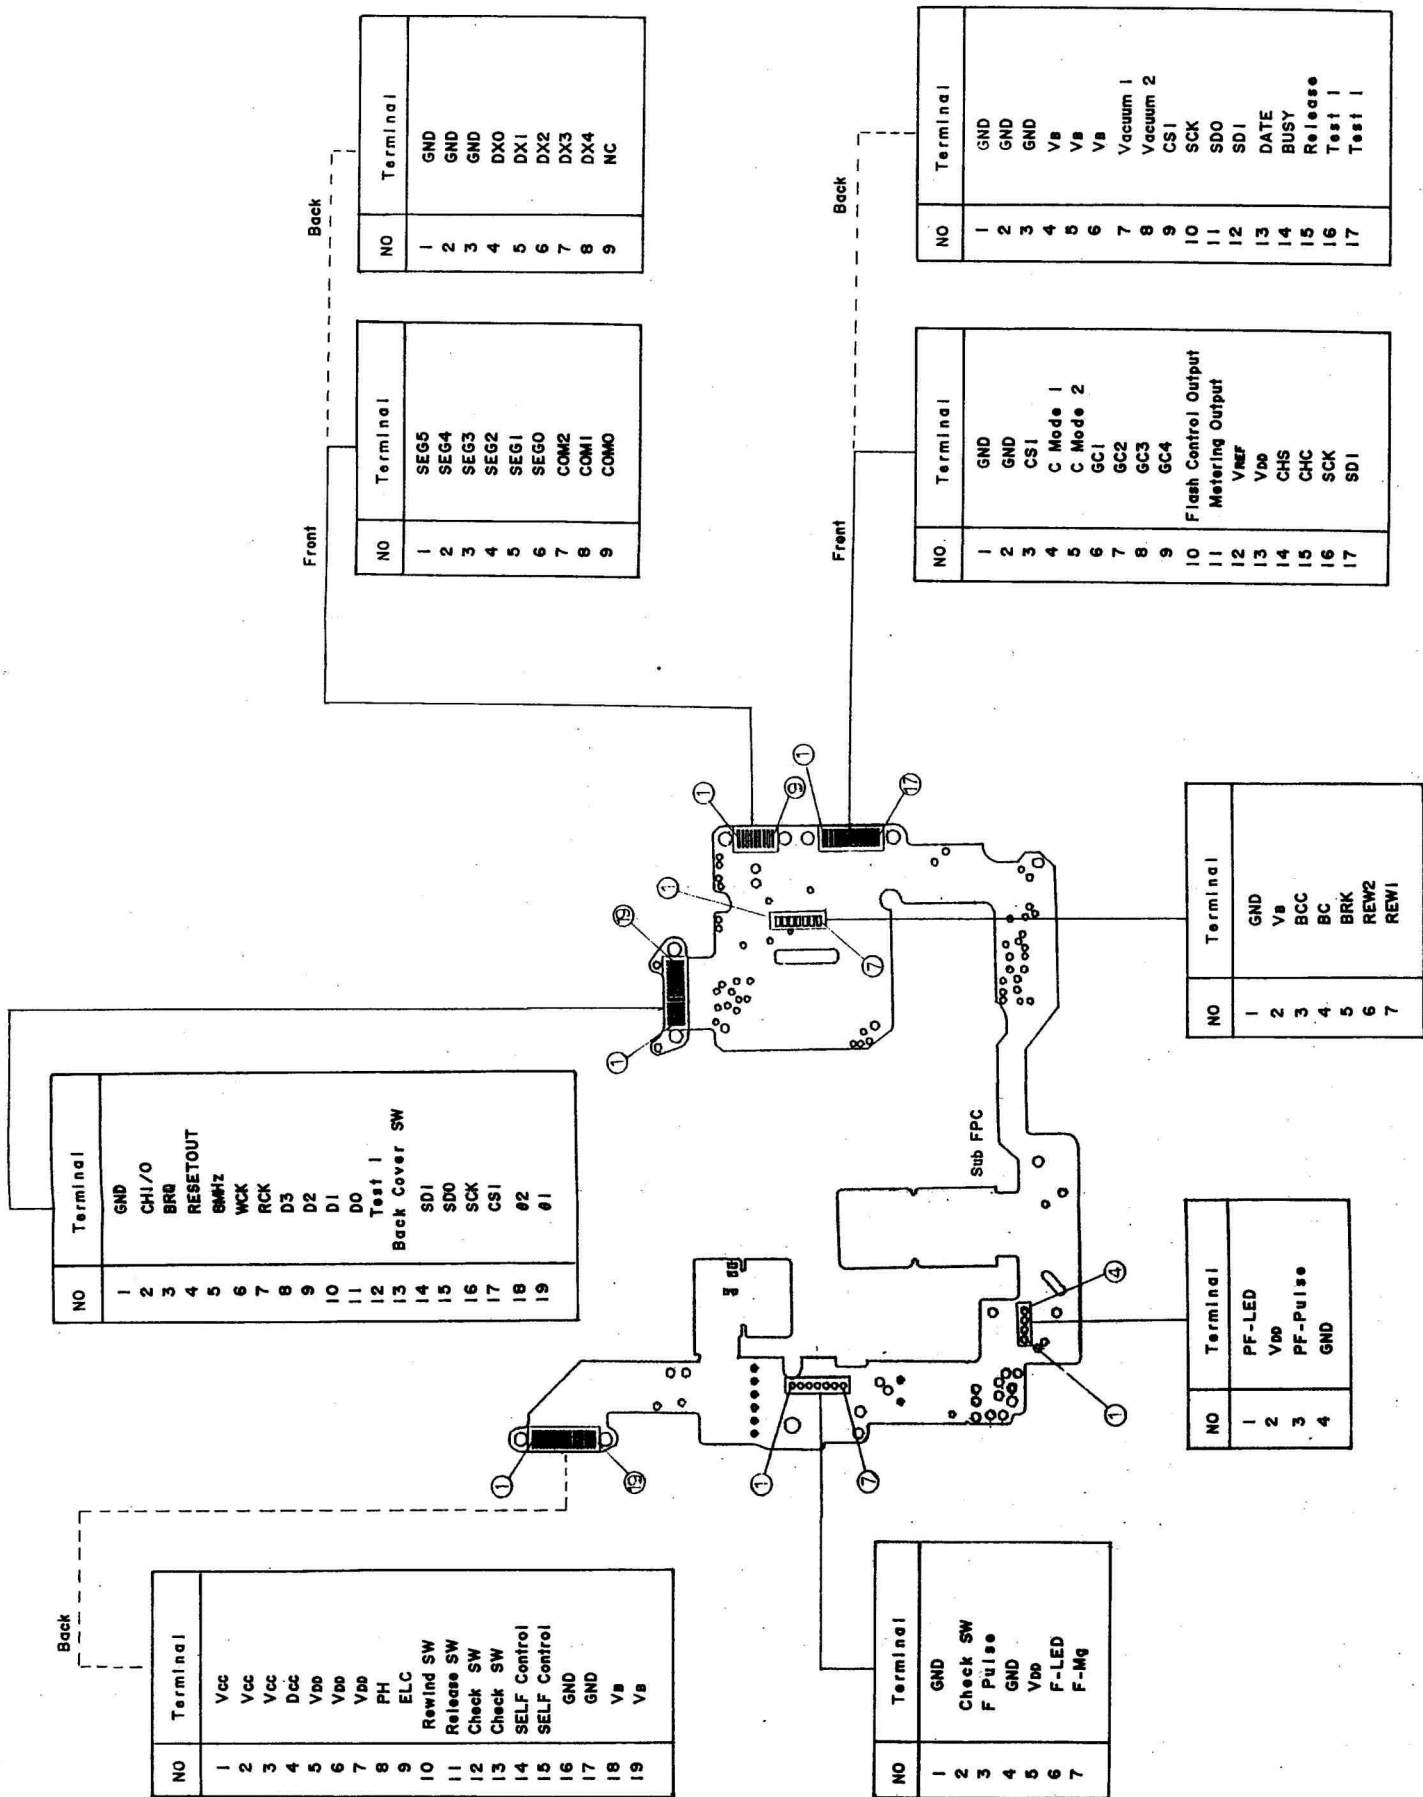 Back
NO Terminal
1 Vcc
2 Vcc
3 Vcc
4 Dcc
5 VDD
6 VDD
7 VDD
8 PH
9 ELC
10 Rewind SW
11 Release SW
12 Check SW
13 Check SW
14 SELF Control
15 SELF Control
16 GND
17 GND
18 VB
19 VB
NO Terminal
1 GND
2 CHI/O
3 BRQ
4 RESETOUT
5 8MHz
6 WCK
7 RCK
8 D3
9 D2
10 D1
11 D0
12 Test 1
13 Back Cover SW
14 SDI
15 SDO
16 SCK
17 CSI
18 ø2
19 ø1
Front
NO Terminal
1 SEG5
2 SEG4
3 SEG3
4 SEG2
5 SEG1
6 SEG0
7 COM2
8 COM1
9 COM0
Back
NO Terminal
1 GND
2 GND
3 GND
4 DX0
5 DX1
6 DX2
7 DX3
8 DX4
9 NC
1
19
1
19
1
7
1
9
1
17
1
7
Sub FPC
1
4
NO Terminal
1 GND
2 Check SW
3 F Pulse
4 GND
5 VDD
6 F-LED
7 F-Mg
NO Terminal
1 PF-LED
2 VDD
3 PF-Pulse
4 GND
NO Terminal
1 GND
2 VB
3 BCC
4 BC
5 BRK
6 REW2
7 REW1
Front
NO. Terminal
1 GND
2 GND
3 CSI
4 C Mode 1
5 C Mode 2
6 GC1
7 GC2
8 GC3
9 GC4
10 Flash Control Output
11 Metering Output
12 VREF
13 VDD
14 CHS
15 CHC
16 SCK
17 SDI
Back
NO Terminal
1 GND
2 GND
3 GND
4 VB
5 VB
6 VB
7 Vacuum 1
8 Vacuum 2
9 CSI
10 SCK
11 SDO
12 SDI
13 DATE
14 BUSY
15 Release
16 Test 1
17 Test 1